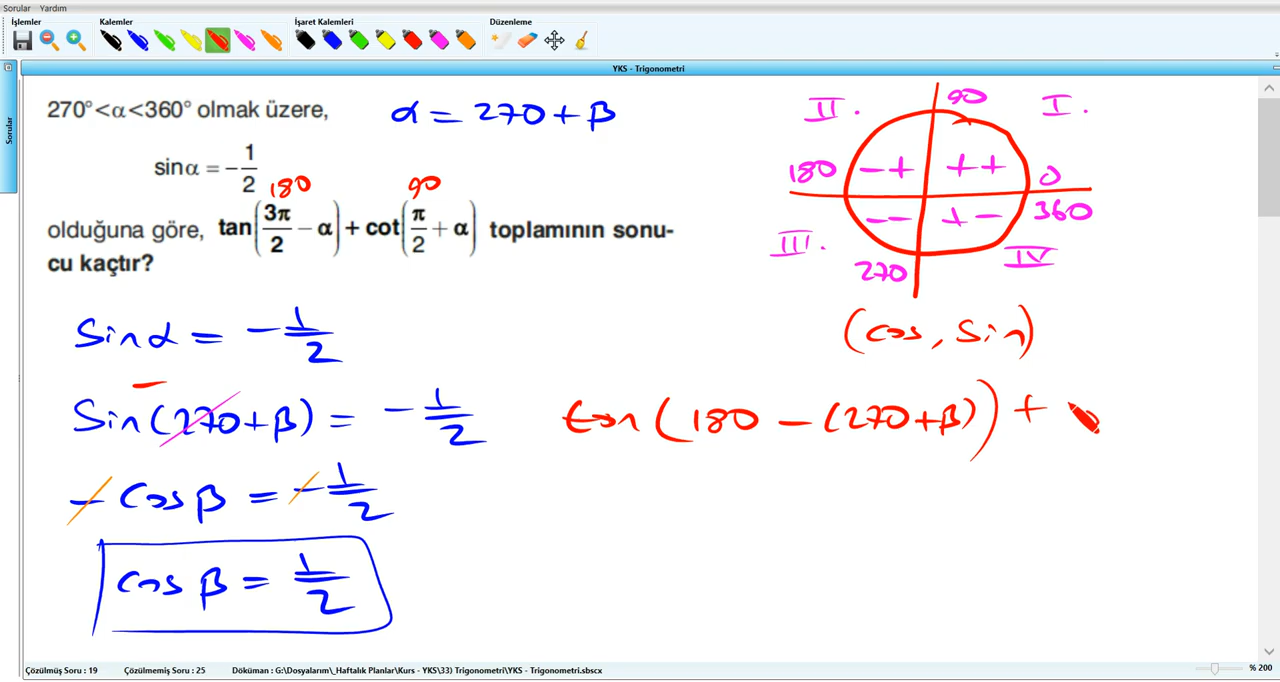 Sorular Yardım
İşlemler Kalemler İşaret Kalemleri Düzenleme
YKS - Trigonometri
Sorular
270°<α<360° olmak üzere,
α = 270 + β
sinα = -1/2
180 90
olduğuna göre, tan(3π/2 - α) + cot(π/2 + α) toplamının sonu-
cu kaçtır?
II. 90 I.
180 - + + + 0
- - + - 360
III. 270 IV
(cos, sin)
Sinα = -1/2
Sin(270+β) = -1/2
tan(180 - (270+β)) +
- cos β = -1/2
cos β = 1/2
Çözülmüş Soru : 19 Çözülmemiş Soru : 25 Döküman : G:\Dosyalarım\_Haftalık Planlar\Kurs - YKS\33) Trigonometri\YKS - Trigonometri.sbscx % 200